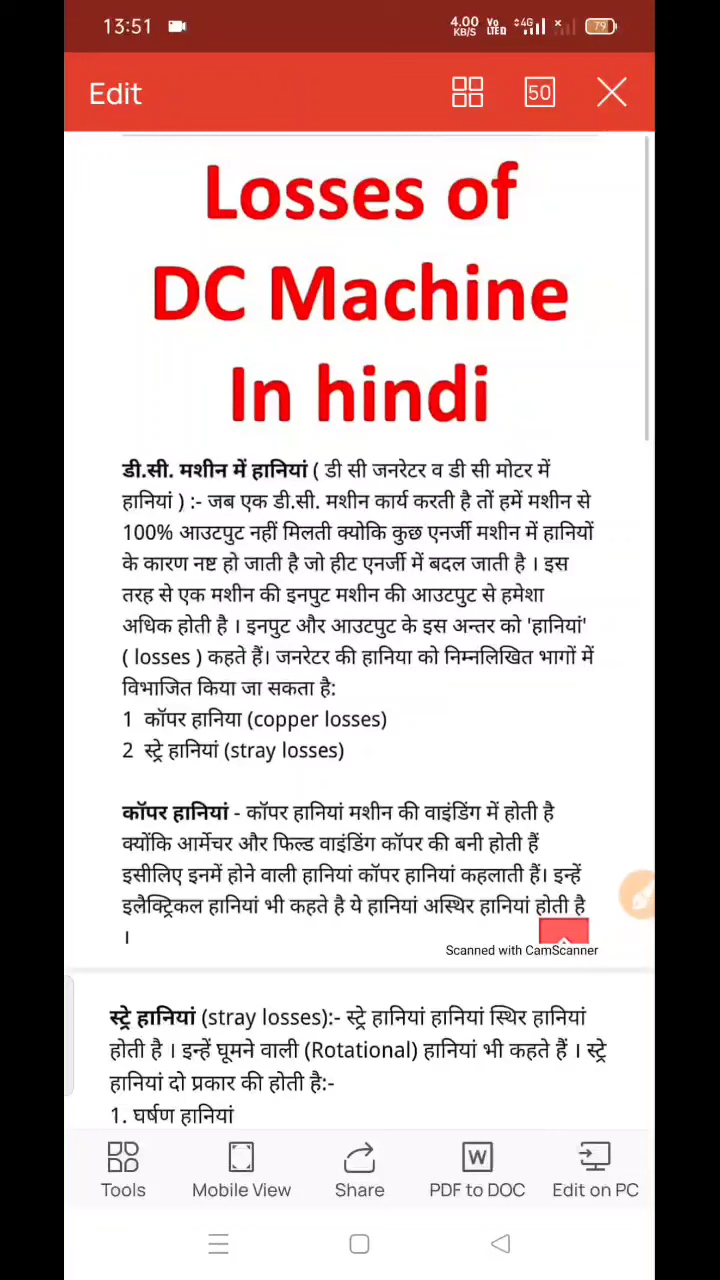 13:51
4.00 KB/S Vo LTED 4G x 79
Edit
50
Losses of
DC Machine
In hindi
डी.सी. मशीन में हानियां ( डी सी जनरेटर व डी सी मोटर में
हानियां ) :- जब एक डी.सी. मशीन कार्य करती है तों हमें मशीन से
100% आउटपुट नहीं मिलती क्योकि कुछ एनर्जी मशीन में हानियों
के कारण नष्ट हो जाती है जो हीट एनर्जी में बदल जाती है । इस
तरह से एक मशीन की इनपुट मशीन की आउटपुट से हमेशा
अधिक होती है । इनपुट और आउटपुट के इस अन्तर को 'हानियां'
( losses ) कहते हैं। जनरेटर की हानिया को निम्नलिखित भागों में
विभाजित किया जा सकता है:
1 कॉपर हानिया (copper losses)
2 स्ट्रे हानियां (stray losses)
कॉपर हानियां - कॉपर हानियां मशीन की वाइंडिंग में होती है
क्योंकि आर्मेचर और फिल्ड वाइंडिंग कॉपर की बनी होती हैं
इसीलिए इनमें होने वाली हानियां कॉपर हानियां कहलाती हैं। इन्हें
इलैक्ट्रिकल हानियां भी कहते है ये हानियां अस्थिर हानियां होती है
।
Scanned with CamScanner
स्ट्रे हानियां (stray losses):- स्ट्रे हानियां हानियां स्थिर हानियां
होती है । इन्हें घूमने वाली (Rotational) हानियां भी कहते हैं । स्ट्रे
हानियां दो प्रकार की होती है:-
1. घर्षण हानियां
Tools
Mobile View
Share
W
PDF to DOC
Edit on PC